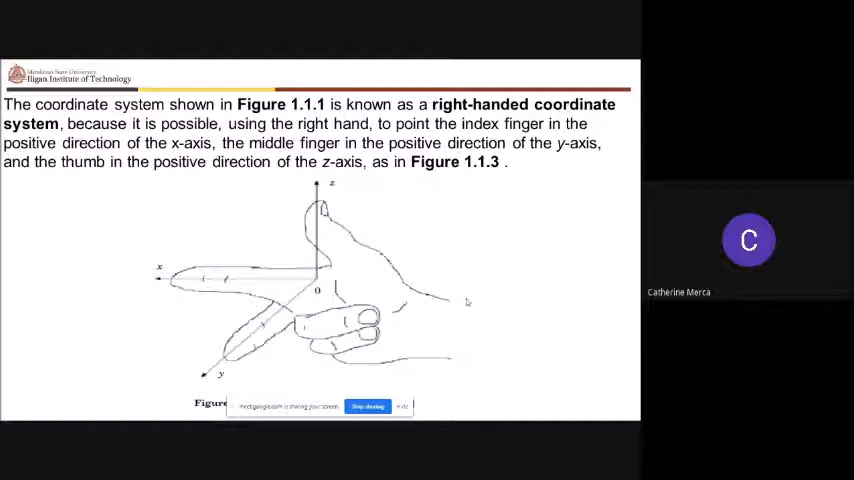 Mindanao State University
Iligan Institute of Technology
The coordinate system shown in Figure 1.1.1 is known as a right-handed coordinate
system, because it is possible, using the right hand, to point the index finger in the
positive direction of the x-axis, the middle finger in the positive direction of the y-axis,
and the thumb in the positive direction of the z-axis, as in Figure 1.1.3 .
z
x
0
y
Figure
meet.google.com is sharing your screen.
Stop sharing
Hide
C
Catherine Merca